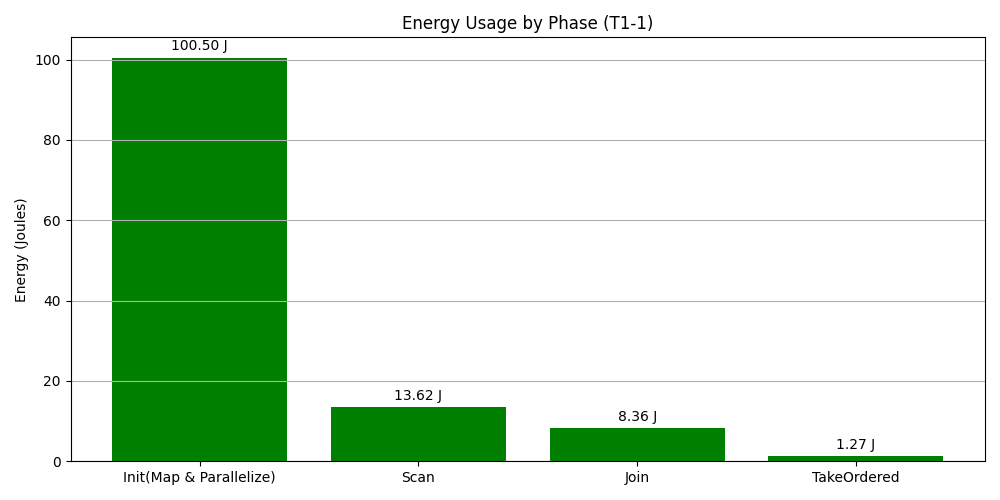 Energy Usage by Phase (T1-1)
Energy (Joules)
100
80
60
40
20
0
100.50 J
13.62 J
8.36 J
1.27 J
Init(Map & Parallelize)
Scan
Join
TakeOrdered